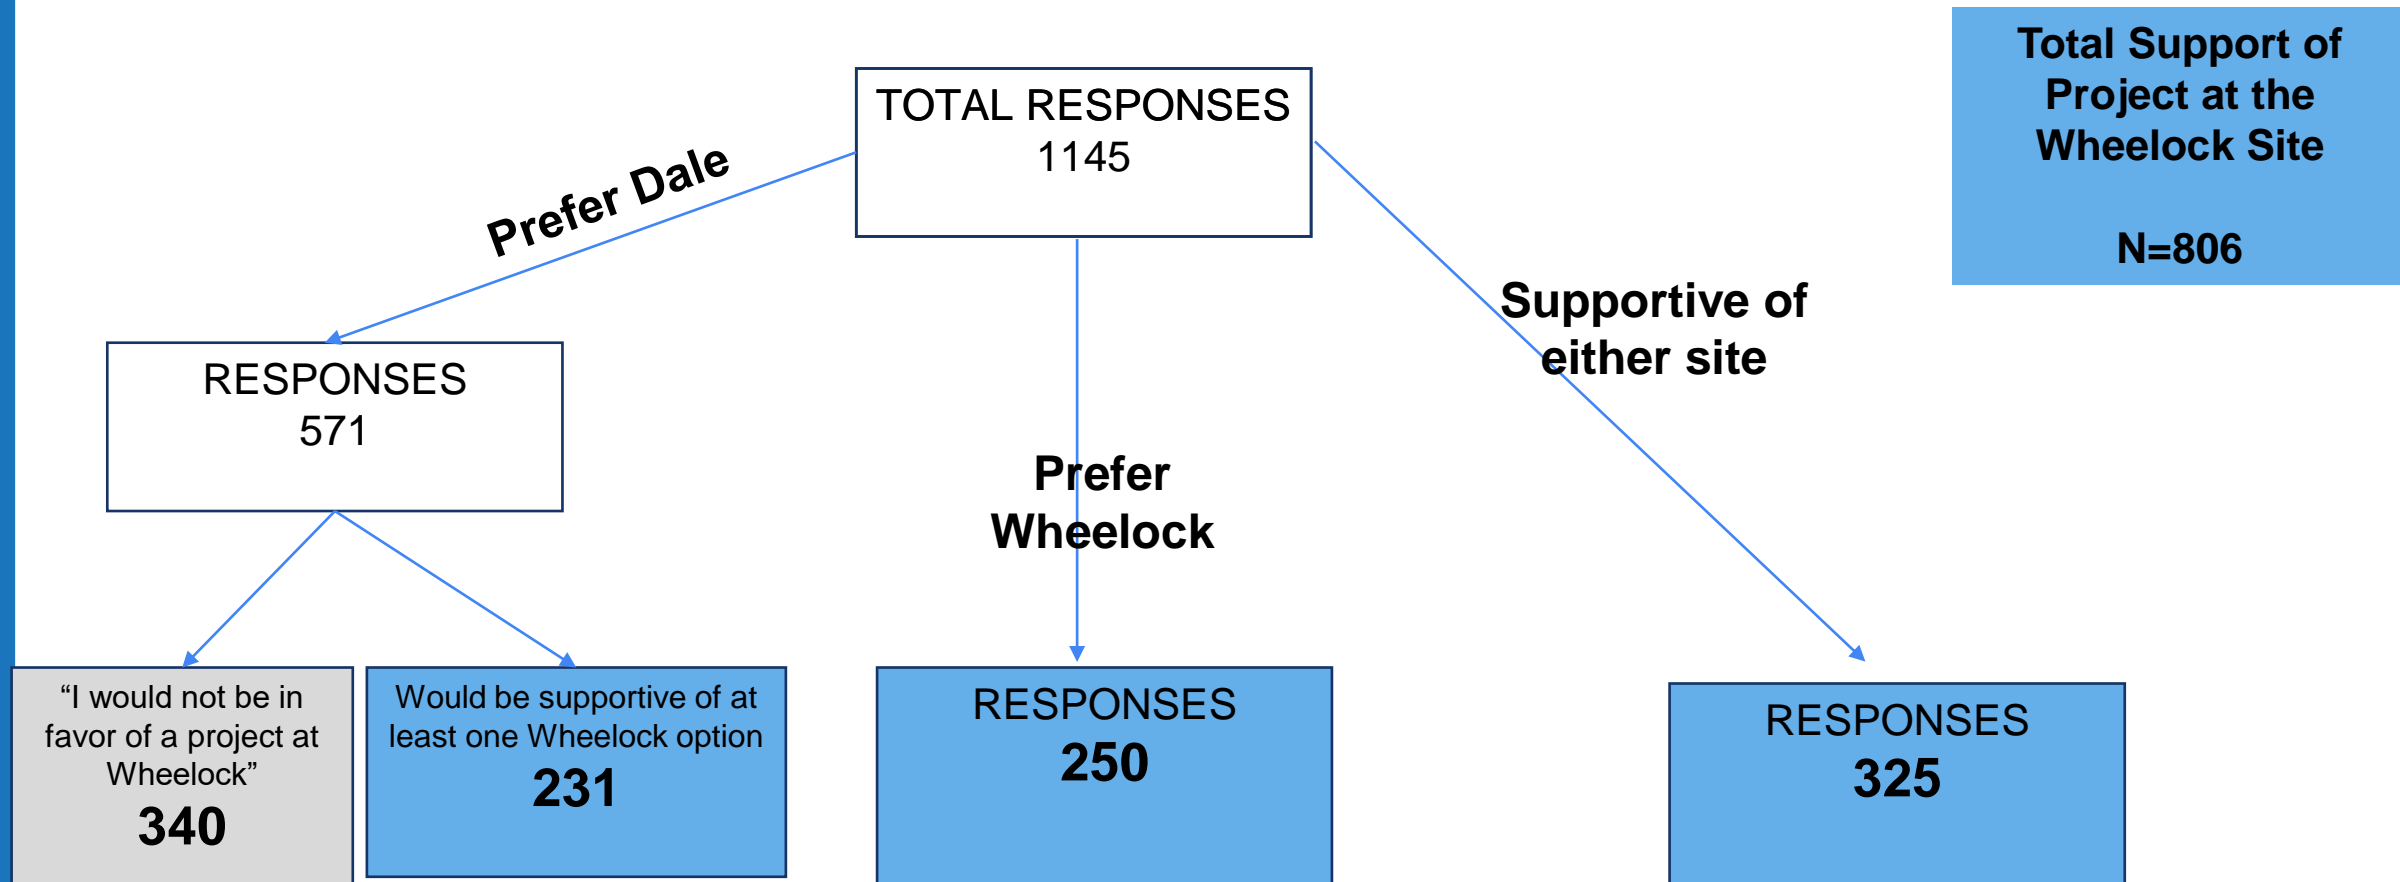 Total Support of
Project at the
Wheelock Site
N=806
TOTAL RESPONSES
1145
Prefer Dale
Supportive of
either site
RESPONSES
571
Prefer
Wheelock
“I would not be in
favor of a project at
Wheelock”
340
Would be supportive of at
least one Wheelock option
231
RESPONSES
250
RESPONSES
325